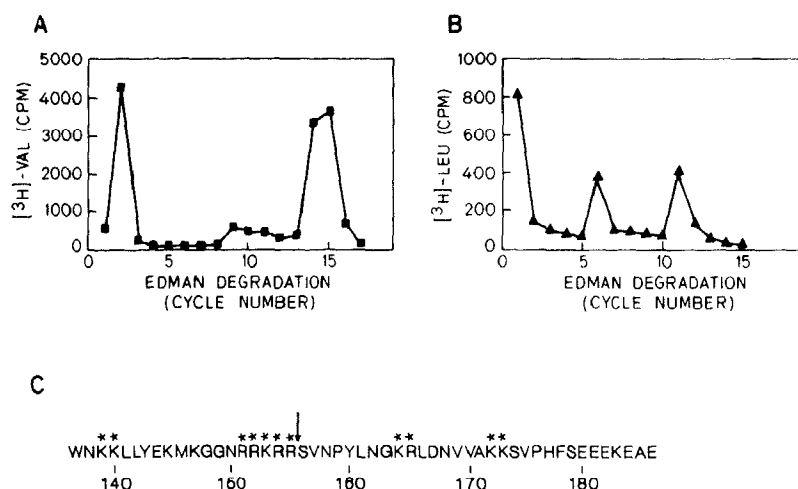 A
B
5000
4000
3000
2000
1000
0
[³H]-VAL (CPM)
0 5 10 15
EDMAN DEGRADATION
(CYCLE NUMBER)
1000
800
600
400
200
0
[³H]-LEU (CPM)
0 5 10 15
EDMAN DEGRADATION
(CYCLE NUMBER)
C
** ***** ** **
WNKKLLYEKMKGGNRRKRRSVNPYLNGKRLDNVVAKKSVPHFSEEEKEAE
140 160 160 170 180